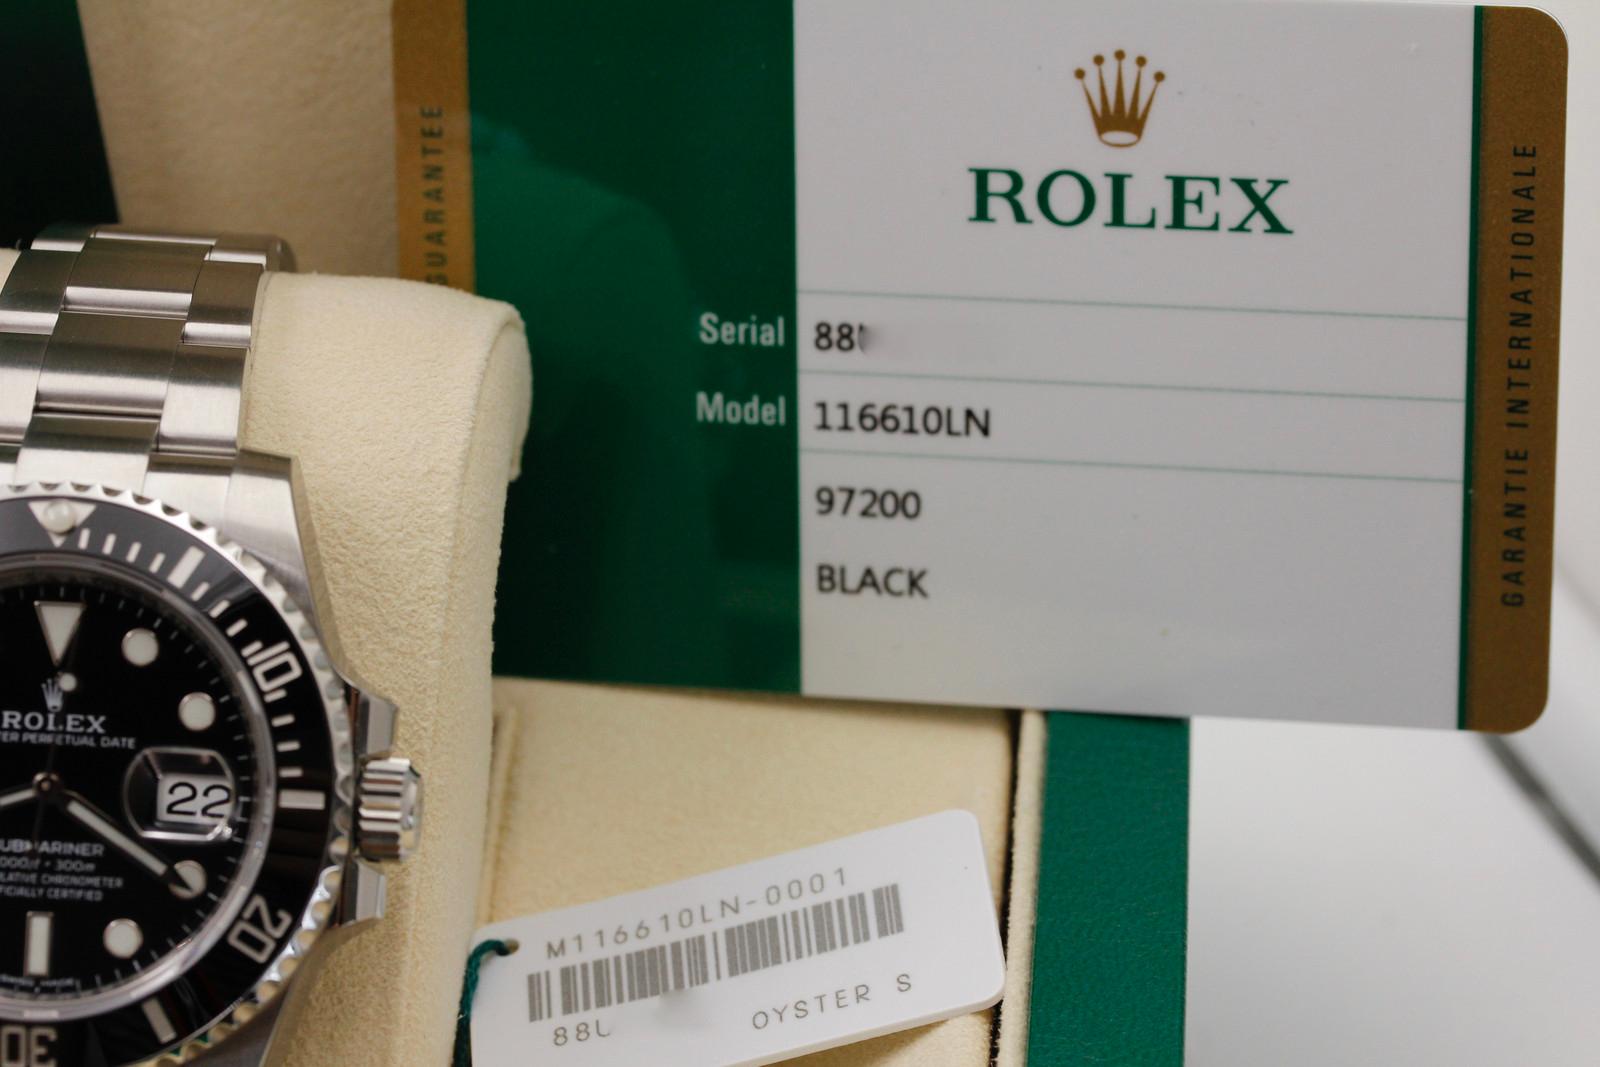 GUARANTEE
ROLEX
Serial 88
Model 116610LN
97200
BLACK
GARANTIE INTERNATIONALE
10
ROLEX
PERPETUAL DATE
22
300m
CHRONOMETER
CERTIFIED
20
30
M116610LN-0001
88
OYSTER S